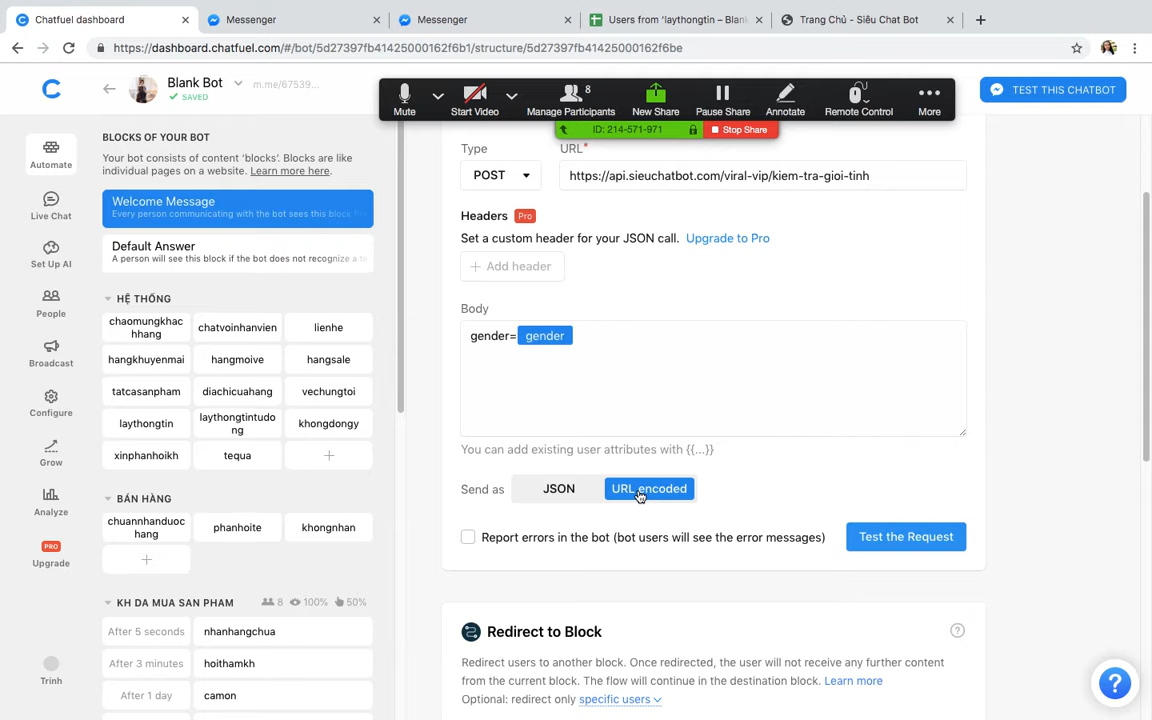 Chatfuel dashboard
Messenger
Messenger
Users from 'laythongtin – Blank
Trang Chủ - Siêu Chat Bot
https://dashboard.chatfuel.com/#/bot/5d27397fb41425000162f6b1/structure/5d27397fb41425000162f6be
Blank Bot
SAVED
m.me/67539...
Mute
Start Video
8
Manage Participants
New Share
Pause Share
Annotate
Remote Control
More
ID: 214-571-971
Stop Share
TEST THIS CHATBOT
Automate
Live Chat
Set Up AI
People
Broadcast
Configure
Grow
Analyze
PRO
Upgrade
Trinh
BLOCKS OF YOUR BOT
Your bot consists of content 'blocks'. Blocks are like
individual pages on a website. Learn more here.
Welcome Message
Every person communicating with the bot sees this block
Default Answer
A person will see this block if the bot does not recognize a
HỆ THỐNG
chaomungkhac
hhang
chatvoinhanvien
lienhe
hangkhuyenmai
hangmoive
hangsale
tatcasanpham
diachicuahang
vechungtoi
laythongtin
laythongtintudo
ng
khongdongy
xinphanhoikh
tequa
BÁN HÀNG
chuannhanduoc
hang
phanhoite
khongnhan
KH DA MUA SAN PHAM
8
100%
50%
After 5 seconds
nhanhangchua
After 3 minutes
hoithamkh
After 1 day
camon
Type
URL*
POST
https://api.sieuchatbot.com/viral-vip/kiem-tra-gioi-tinh
Headers
Pro
Set a custom header for your JSON call. Upgrade to Pro
+ Add header
Body
gender= gender
You can add existing user attributes with {{...}}
Send as
JSON
URL encoded
Report errors in the bot (bot users will see the error messages)
Test the Request
Redirect to Block
?
Redirect users to another block. Once redirected, the user will not receive any further content
from the current block. The flow will continue in the destination block. Learn more
Optional: redirect only specific users
?